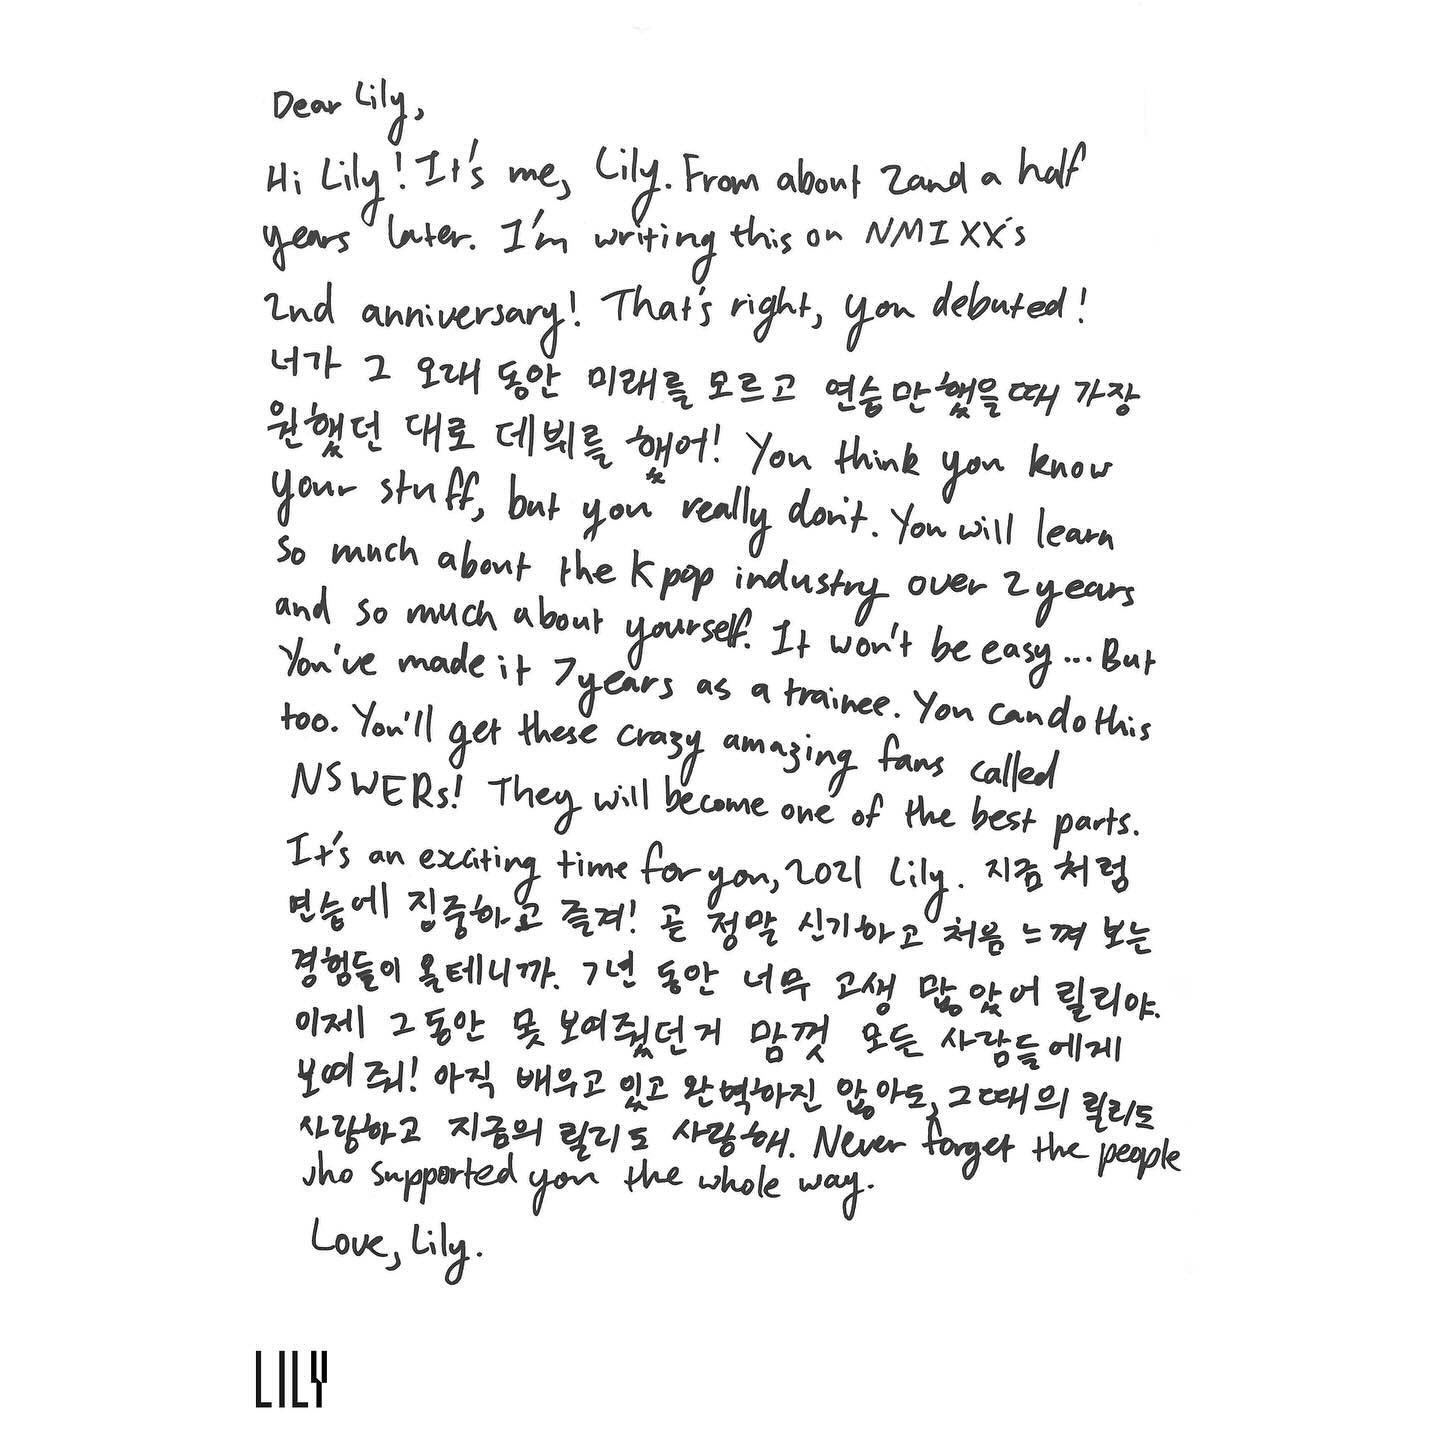 Dear Lily,
Hi Lily! It's me, Lily. From about 2 and a half
years later. I'm writing this on NMIXX's
2nd anniversary! That's right, you debuted!
너가 그 오래 동안 미래를 모르고 연습만 했을때 가장
원했던 대로 데뷔를 했어! You think you know
your stuff, but you really don't. You will learn
so much about the Kpop industry over 2 years
and so much about yourself. It won't be easy... But
You've made it 7 years as a trainee. You can do this
too. You'll get these crazy amazing fans called
NSWERs! They will become one of the best parts.
It's an exciting time for you, 2021 Lily. 지금 처럼
연습에 집중하고 즐겨! 곧 정말 신기하고 처음 느껴 보는
경험들이 올테니까. 7년 동안 너무 고생 많았어 릴리야.
이제 그동안 못 보여줬던거 맘껏 모든 사람들에게
보여 줘! 아직 배우고 있고 완벽하진 않아도, 그때의 릴리도
사랑하고 지금의 릴리도 사랑해. Never forget the people
who supported you the whole way.
Love, Lily.
LILY